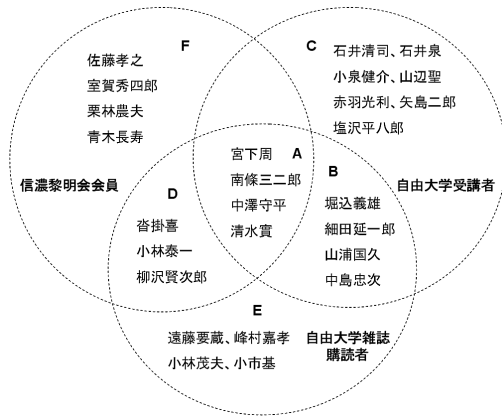 F
佐藤孝之
室賀秀四郎
栗林農夫
青木長寿
C
石井清司、石井泉
小泉健介、山辺聖
赤羽光利、矢島二郎
塩沢平八郎
A
宮下周
南條三二郎
中澤守平
清水實
信濃黎明会会員
D
沓掛喜
小林泰一
柳沢賢次郎
B
堀込義雄
細田延一郎
山浦国久
中島忠次
自由大学受講者
E
遠藤要蔵、峰村嘉孝
小林茂夫、小市基
自由大学雑誌
購読者